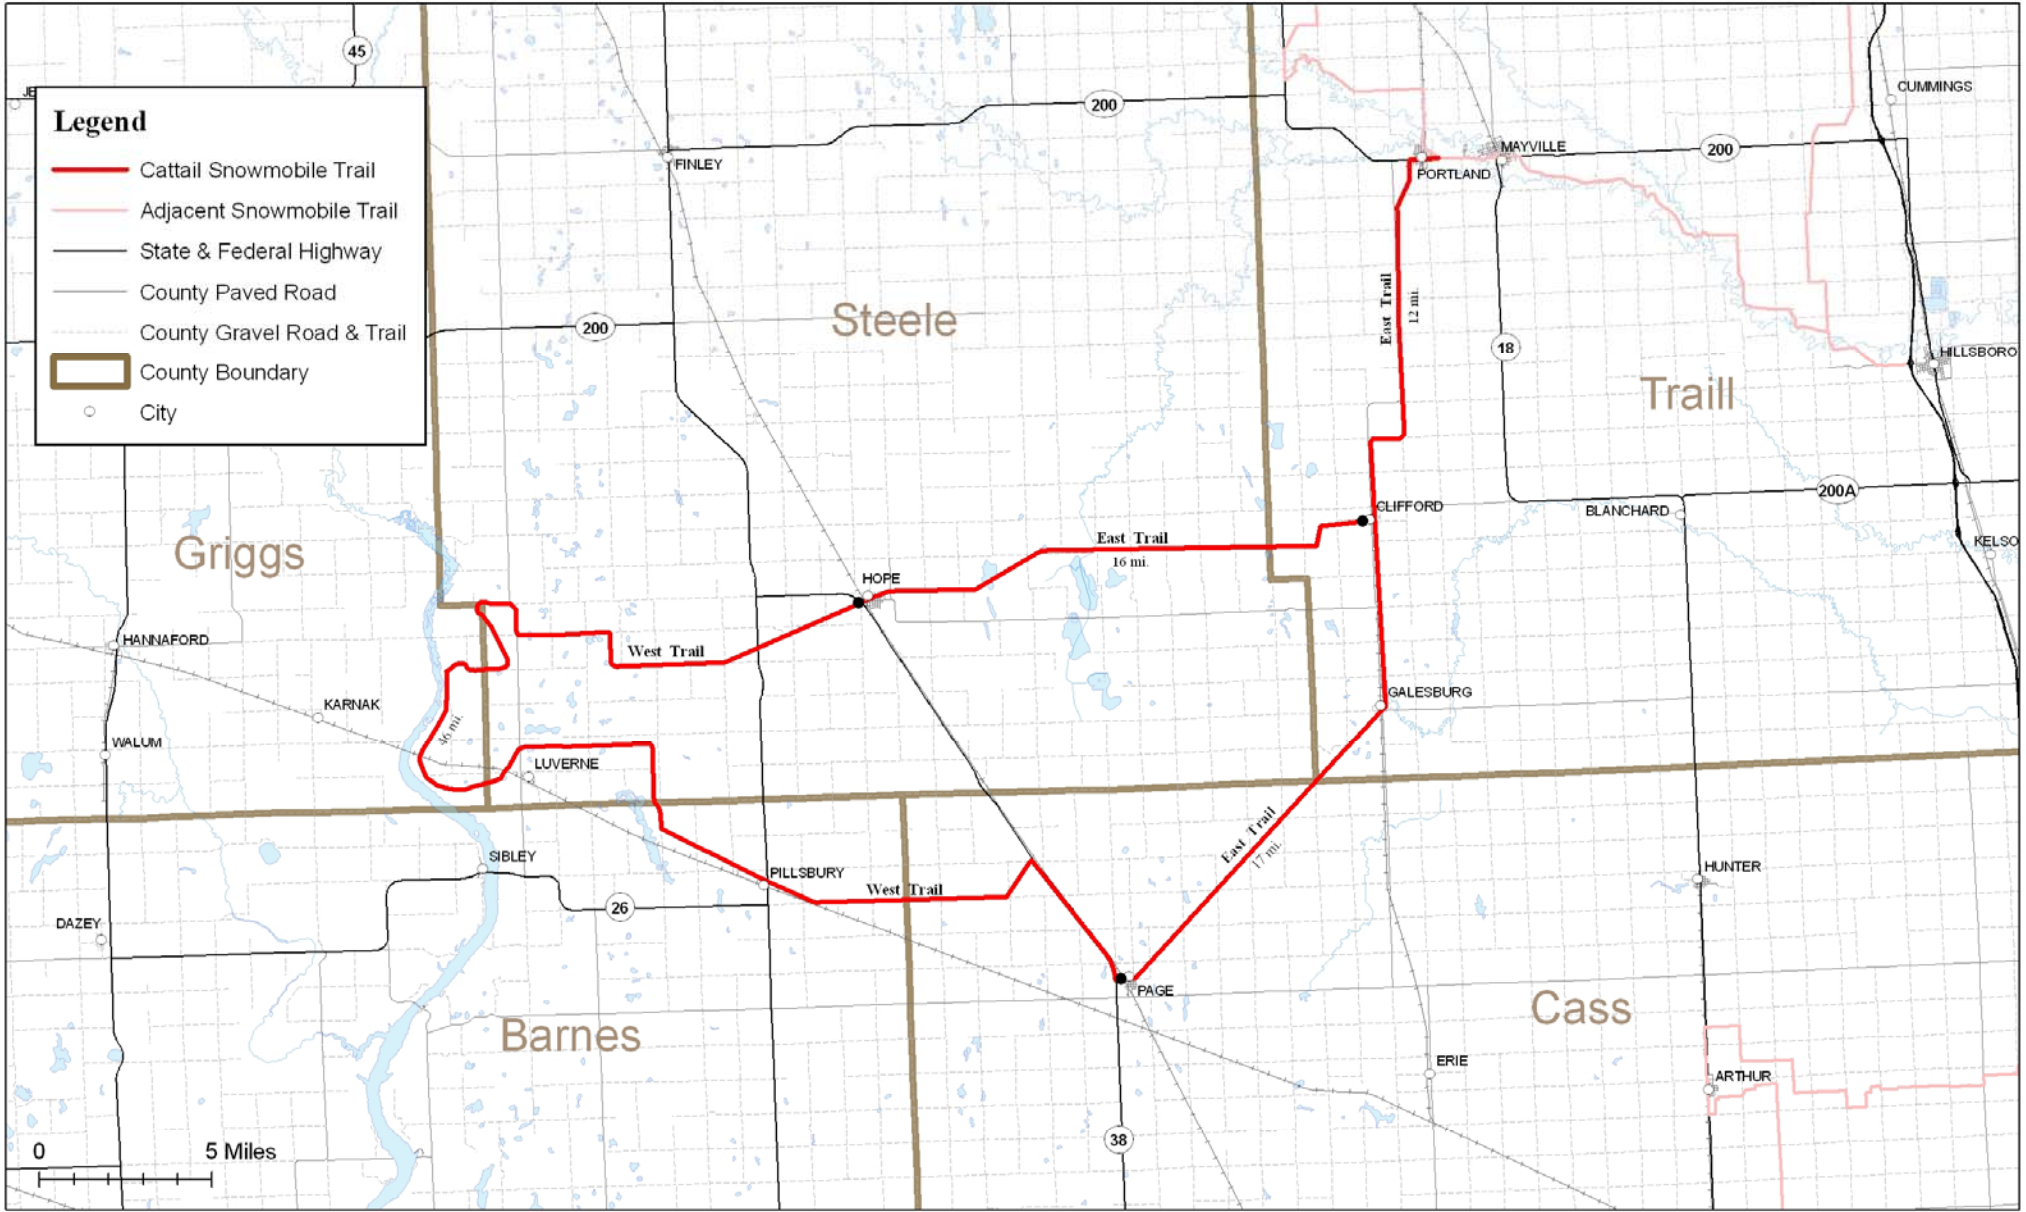 45
CUMMINGS
JE
200
Legend
MAYVILLE
200
FINLEY
Cattail Snowmobile Trail
PORTLAND
Adjacent Snowmobile Trail
State & Federal Highway
County Paved Road
East Trail
12 mi.
Steele
200
County Gravel Road & Trail
18
HILLSBORO
County Boundary
Traill
City
200A
CLIFFORD
BLANCHARD
East Trail
KELSO
Griggs
16 mi.
HOPE
HANNAFORD
West Trail
GALESBURG
KARNAK
46 mi.
WALUM
LUVERNE
East Trail
17 mi.
SIBLEY
PILLSBURY
HUNTER
West Trail
26
DAZEY
PAGE
Cass
Barnes
ERIE
ARTHUR
38
0
5 Miles